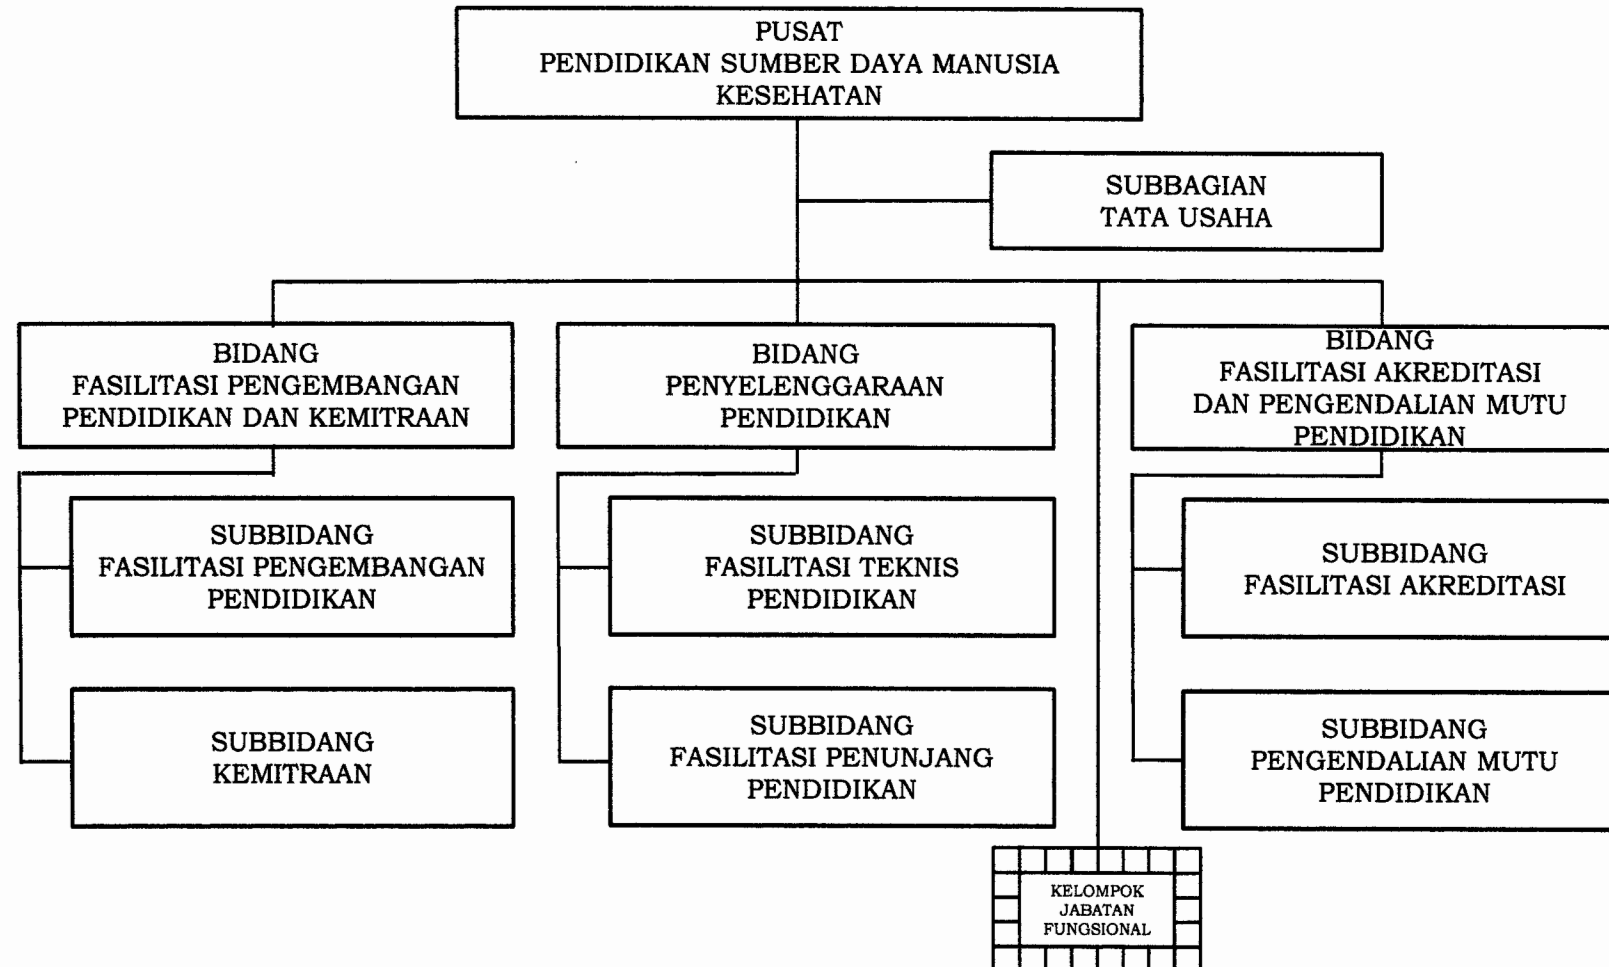 PUSAT
PENDIDIKAN SUMBER DAYA MANUSIA
KESEHATAN
SUBBAGIAN
TATA USAHA
BIDANG
FASILITASI PENGEMBANGAN
PENDIDIKAN DAN KEMITRAAN
BIDANG
PENYELENGGARAAN
PENDIDIKAN
BIDANG
FASILITASI AKREDITASI
DAN PENGENDALIAN MUTU
PENDIDIKAN
SUBBIDANG
FASILITASI PENGEMBANGAN
PENDIDIKAN
SUBBIDANG
FASILITASI TEKNIS
PENDIDIKAN
SUBBIDANG
FASILITASI AKREDITASI
SUBBIDANG
KEMITRAAN
SUBBIDANG
FASILITASI PENUNJANG
PENDIDIKAN
SUBBIDANG
PENGENDALIAN MUTU
PENDIDIKAN
KELOMPOK
JABATAN
FUNGSIONAL